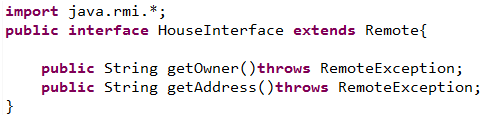 import java.rmi.*;
public interface HouseInterface extends Remote{
public String getOwner()throws RemoteException;
public String getAddress()throws RemoteException;
}